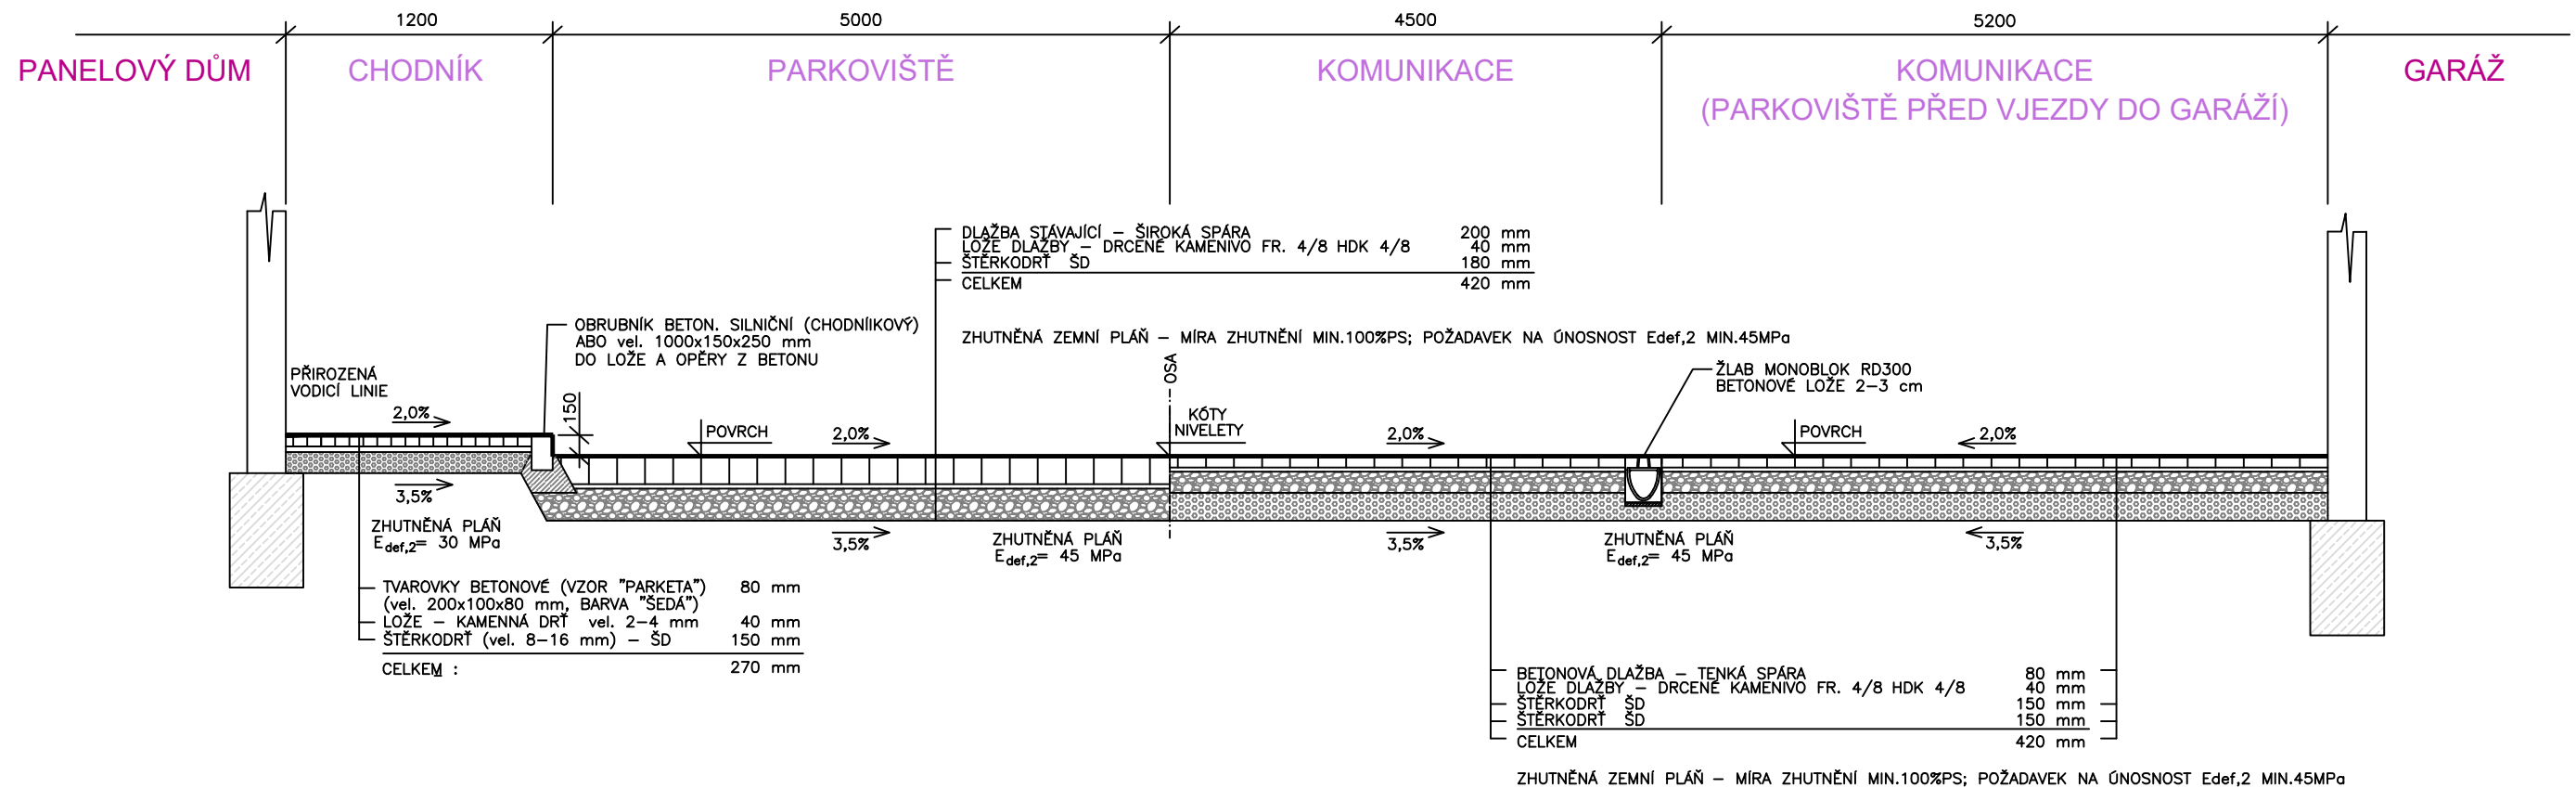 1200
5000
4500
5200
PANELOVÝ DŮM
CHODNÍK
PARKOVIŠTĚ
KOMUNIKACE
KOMUNIKACE
(PARKOVIŠTĚ PŘED VJEZDY DO GARÁŽÍ)
GARÁŽ
DLAŽBA STÁVAJÍCÍ – ŠIROKÁ SPÁRA 200 mm
LOŽE DLAŽBY – DRCENÉ KAMENIVO FR. 4/8 HDK 4/8 40 mm
ŠTĚRKODRŤ ŠD 180 mm
CELKEM 420 mm
ZHUTNĚNÁ ZEMNÍ PLÁŇ – MÍRA ZHUTNĚNÍ MIN.100%PS; POŽADAVEK NA ÚNOSNOST Edef,2 MIN.45MPa
OBRUBNÍK BETON. SILNIČNÍ (CHODNÍIKOVÝ)
ABO vel. 1000x150x250 mm
DO LOŽE A OPĚRY Z BETONU
PŘIROZENÁ
VODICÍ LINIE
2,0%
150
POVRCH
2,0%
OSA
KÓTY
NIVELETY
2,0%
ŽLAB MONOBLOK RD300
BETONOVÉ LOŽE 2–3 cm
POVRCH
2,0%
3,5%
ZHUTNĚNÁ PLÁŇ
Edef,2= 30 MPa
3,5%
ZHUTNĚNÁ PLÁŇ
Edef,2= 45 MPa
3,5%
ZHUTNĚNÁ PLÁŇ
Edef,2= 45 MPa
3,5%
TVAROVKY BETONOVÉ (VZOR "PARKETA") 80 mm
(vel. 200x100x80 mm, BARVA "ŠEDÁ")
LOŽE – KAMENNÁ DRŤ vel. 2–4 mm 40 mm
ŠTĚRKODRŤ (vel. 8–16 mm) – ŠD 150 mm
CELKEM : 270 mm
BETONOVÁ DLAŽBA – TENKÁ SPÁRA 80 mm
LOŽE DLAŽBY – DRCENÉ KAMENIVO FR. 4/8 HDK 4/8 40 mm
ŠTĚRKODRŤ ŠD 150 mm
ŠTĚRKODRŤ ŠD 150 mm
CELKEM 420 mm
ZHUTNĚNÁ ZEMNÍ PLÁŇ – MÍRA ZHUTNĚNÍ MIN.100%PS; POŽADAVEK NA ÚNOSNOST Edef,2 MIN.45MPa